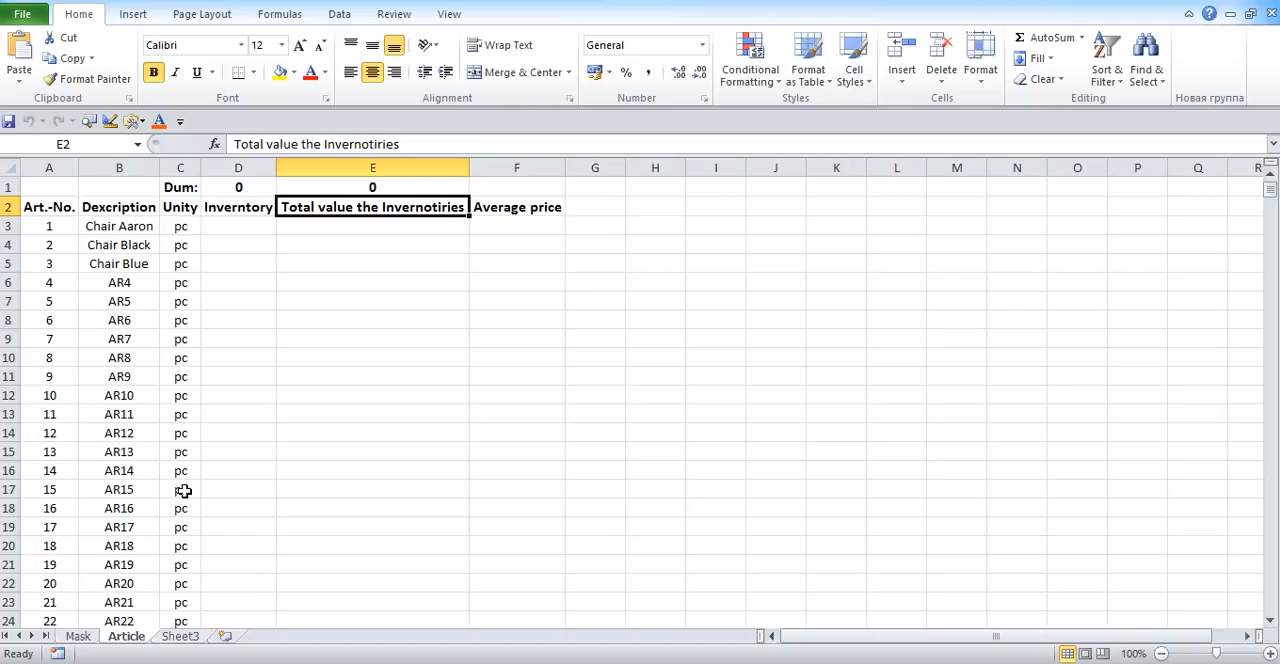 File Home Insert Page Layout Formulas Data Review View
Cut
Copy
Format Painter
Paste
Clipboard
Calibri 12
B I U
Font
Wrap Text
Merge & Center
Alignment
General
%
Number
Conditional Formatting
Format as Table
Cell Styles
Styles
Insert Delete Format
Cells
AutoSum
Fill
Clear
Sort & Filter
Find & Select
Editing
Новая группа
E2 fx Total value the Invernotiries
A B C D E F G H I J K L M N O P Q R
1 Dum: 0 0
2 Art.-No. Dexcription Unity Inverntory Total value the Invernotiries Average price
3 1 Chair Aaron pc
4 2 Chair Black pc
5 3 Chair Blue pc
6 4 AR4 pc
7 5 AR5 pc
8 6 AR6 pc
9 7 AR7 pc
10 8 AR8 pc
11 9 AR9 pc
12 10 AR10 pc
13 11 AR11 pc
14 12 AR12 pc
15 13 AR13 pc
16 14 AR14 pc
17 15 AR15
18 16 AR16 pc
19 17 AR17 pc
20 18 AR18 pc
21 19 AR19 pc
22 20 AR20 pc
23 21 AR21 pc
24 22 AR22 pc
Mask Article Sheet3
Ready 100%